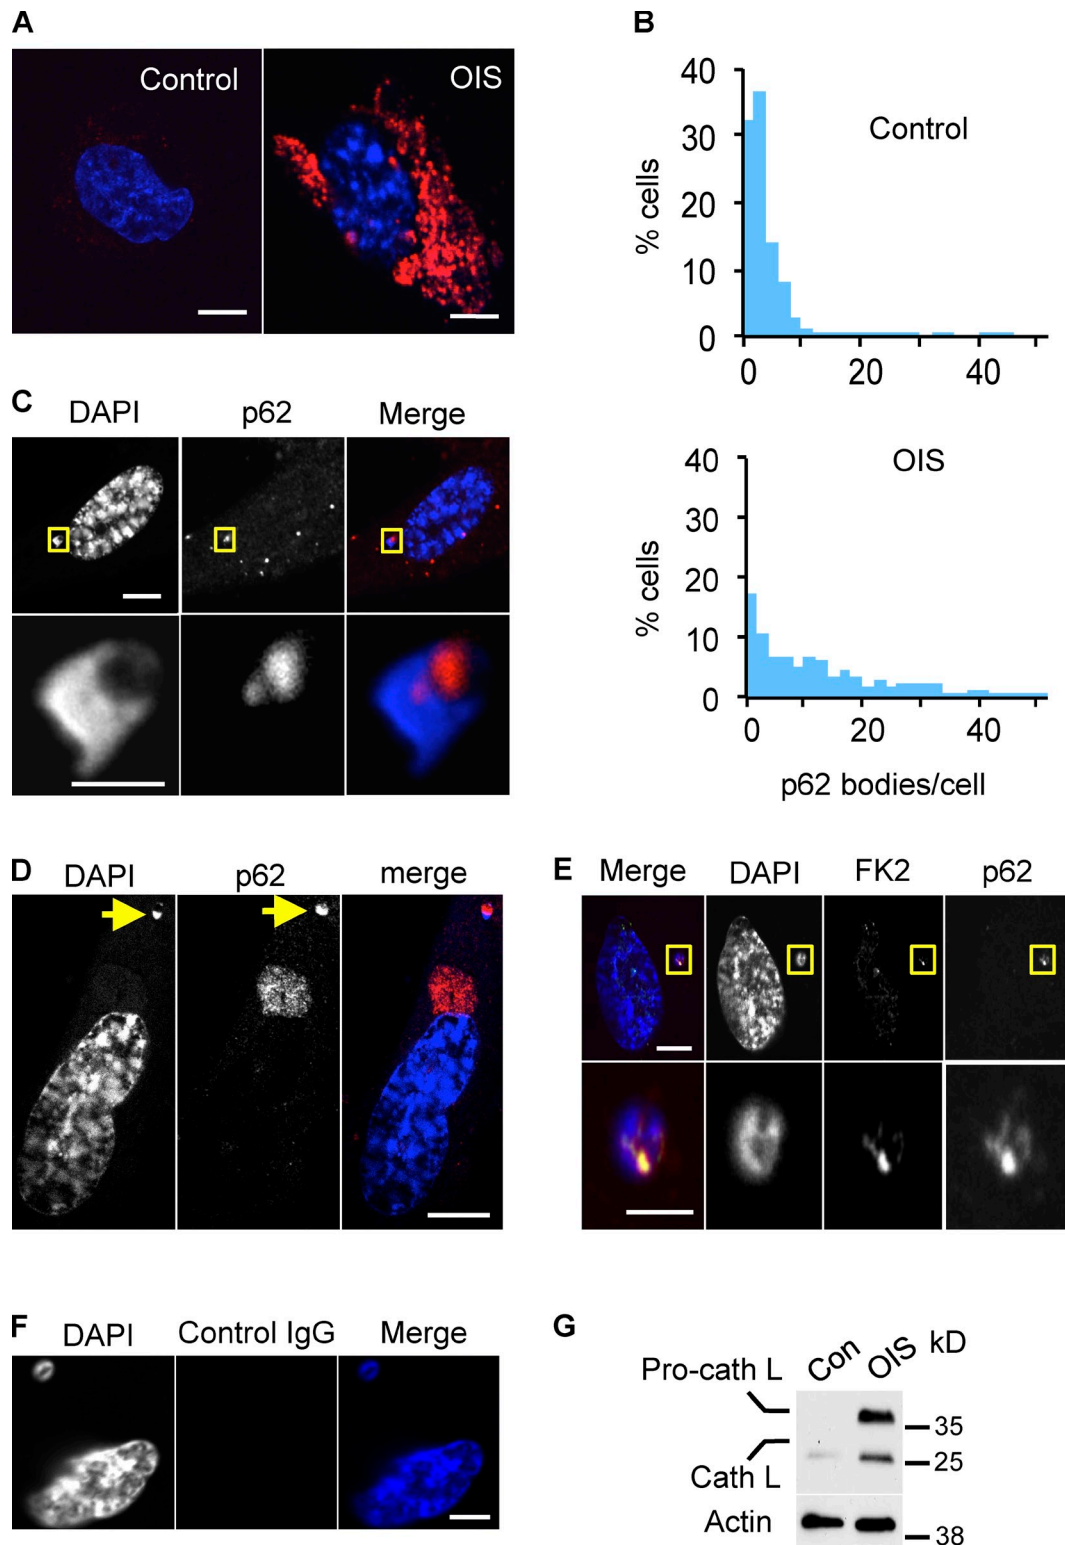 A
Control
OIS
B
40
30
20
10
0
% cells
Control
0
20
40
OIS
40
30
20
10
0
% cells
0
20
40
p62 bodies/cell
C
DAPI
p62
Merge
D
DAPI
p62
merge
E
Merge
DAPI
FK2
p62
F
DAPI
Control IgG
Merge
G
Con
OIS
kD
Pro-cath L
35
25
Cath L
Actin
38